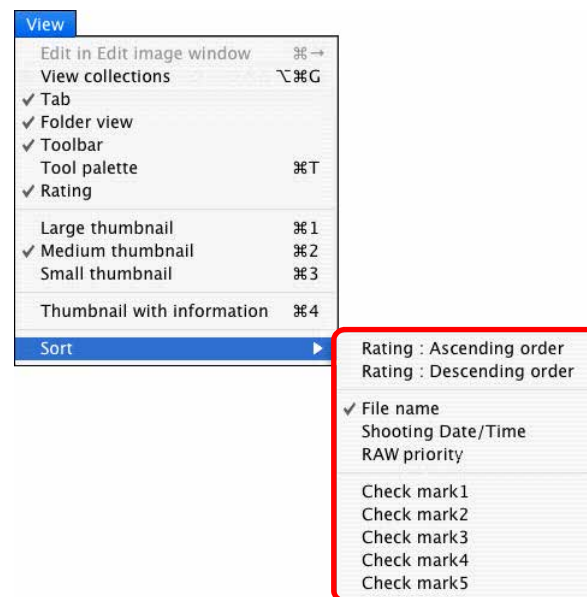 View
Edit in Edit image window ⌘→
View collections ⌥⌘G
✓ Tab
✓ Folder view
✓ Toolbar
Tool palette ⌘T
✓ Rating
Large thumbnail ⌘1
✓ Medium thumbnail ⌘2
Small thumbnail ⌘3
Thumbnail with information ⌘4
Sort ▶
Rating : Ascending order
Rating : Descending order
✓ File name
Shooting Date/Time
RAW priority
Check mark1
Check mark2
Check mark3
Check mark4
Check mark5